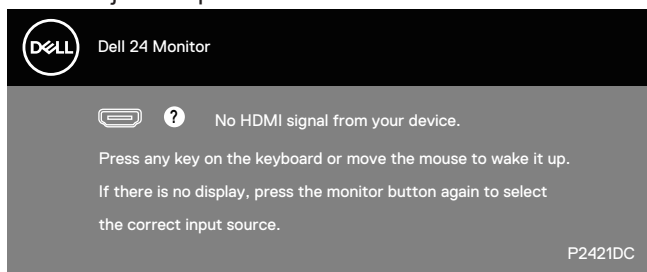 DELL
Dell 24 Monitor
? No HDMI signal from your device.
Press any key on the keyboard or move the mouse to wake it up.
If there is no display, press the monitor button again to select
the correct input source.
P2421DC